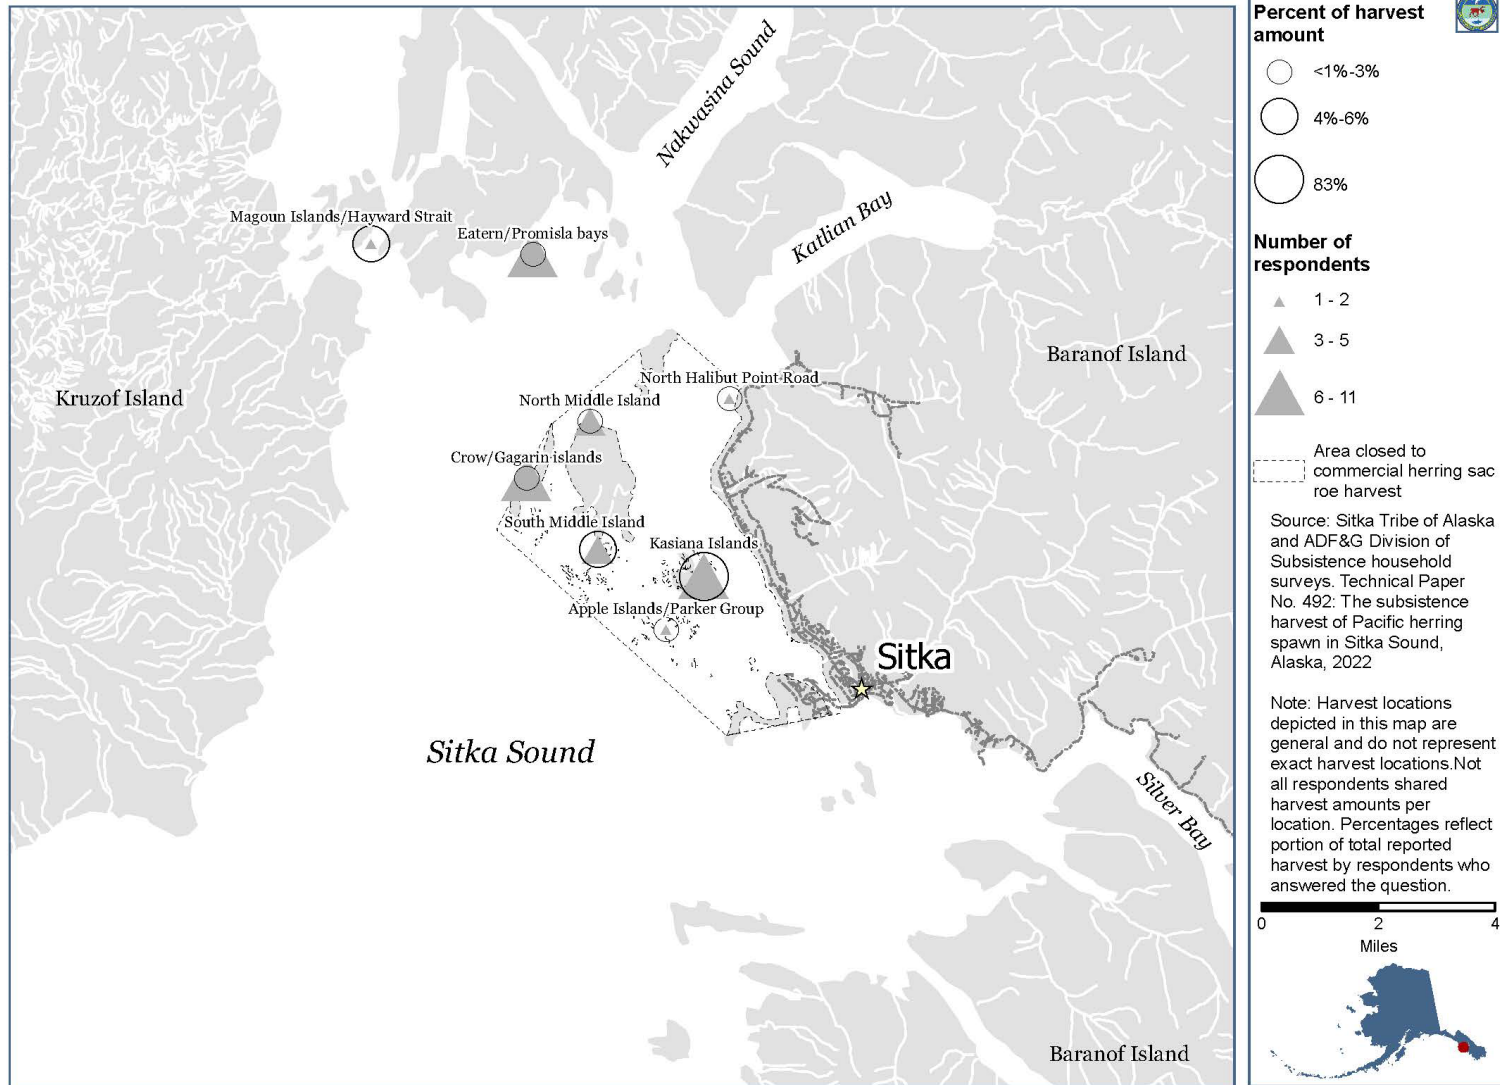 Nakwasina Sound
Katlian Bay
Magoun Islands/Hayward Strait
Eatern/Promisla bays
Baranof Island
North Halibut Point Road
Kruzof Island
North Middle Island
Crow/Gagarin islands
South Middle Island
Kasiana Islands
Apple Islands/Parker Group
Sitka
Sitka Sound
Silver Bay
Baranof Island
Percent of harvest
amount
<1%-3%
4%-6%
83%
Number of
respondents
1 - 2
3 - 5
6 - 11
Area closed to
commercial herring sac
roe harvest
Source: Sitka Tribe of Alaska
and ADF&G Division of
Subsistence household
surveys. Technical Paper
No. 492: The subsistence
harvest of Pacific herring
spawn in Sitka Sound,
Alaska, 2022
Note: Harvest locations
depicted in this map are
general and do not represent
exact harvest locations.Not
all respondents shared
harvest amounts per
location. Percentages reflect
portion of total reported
harvest by respondents who
answered the question.
0 2 4
Miles